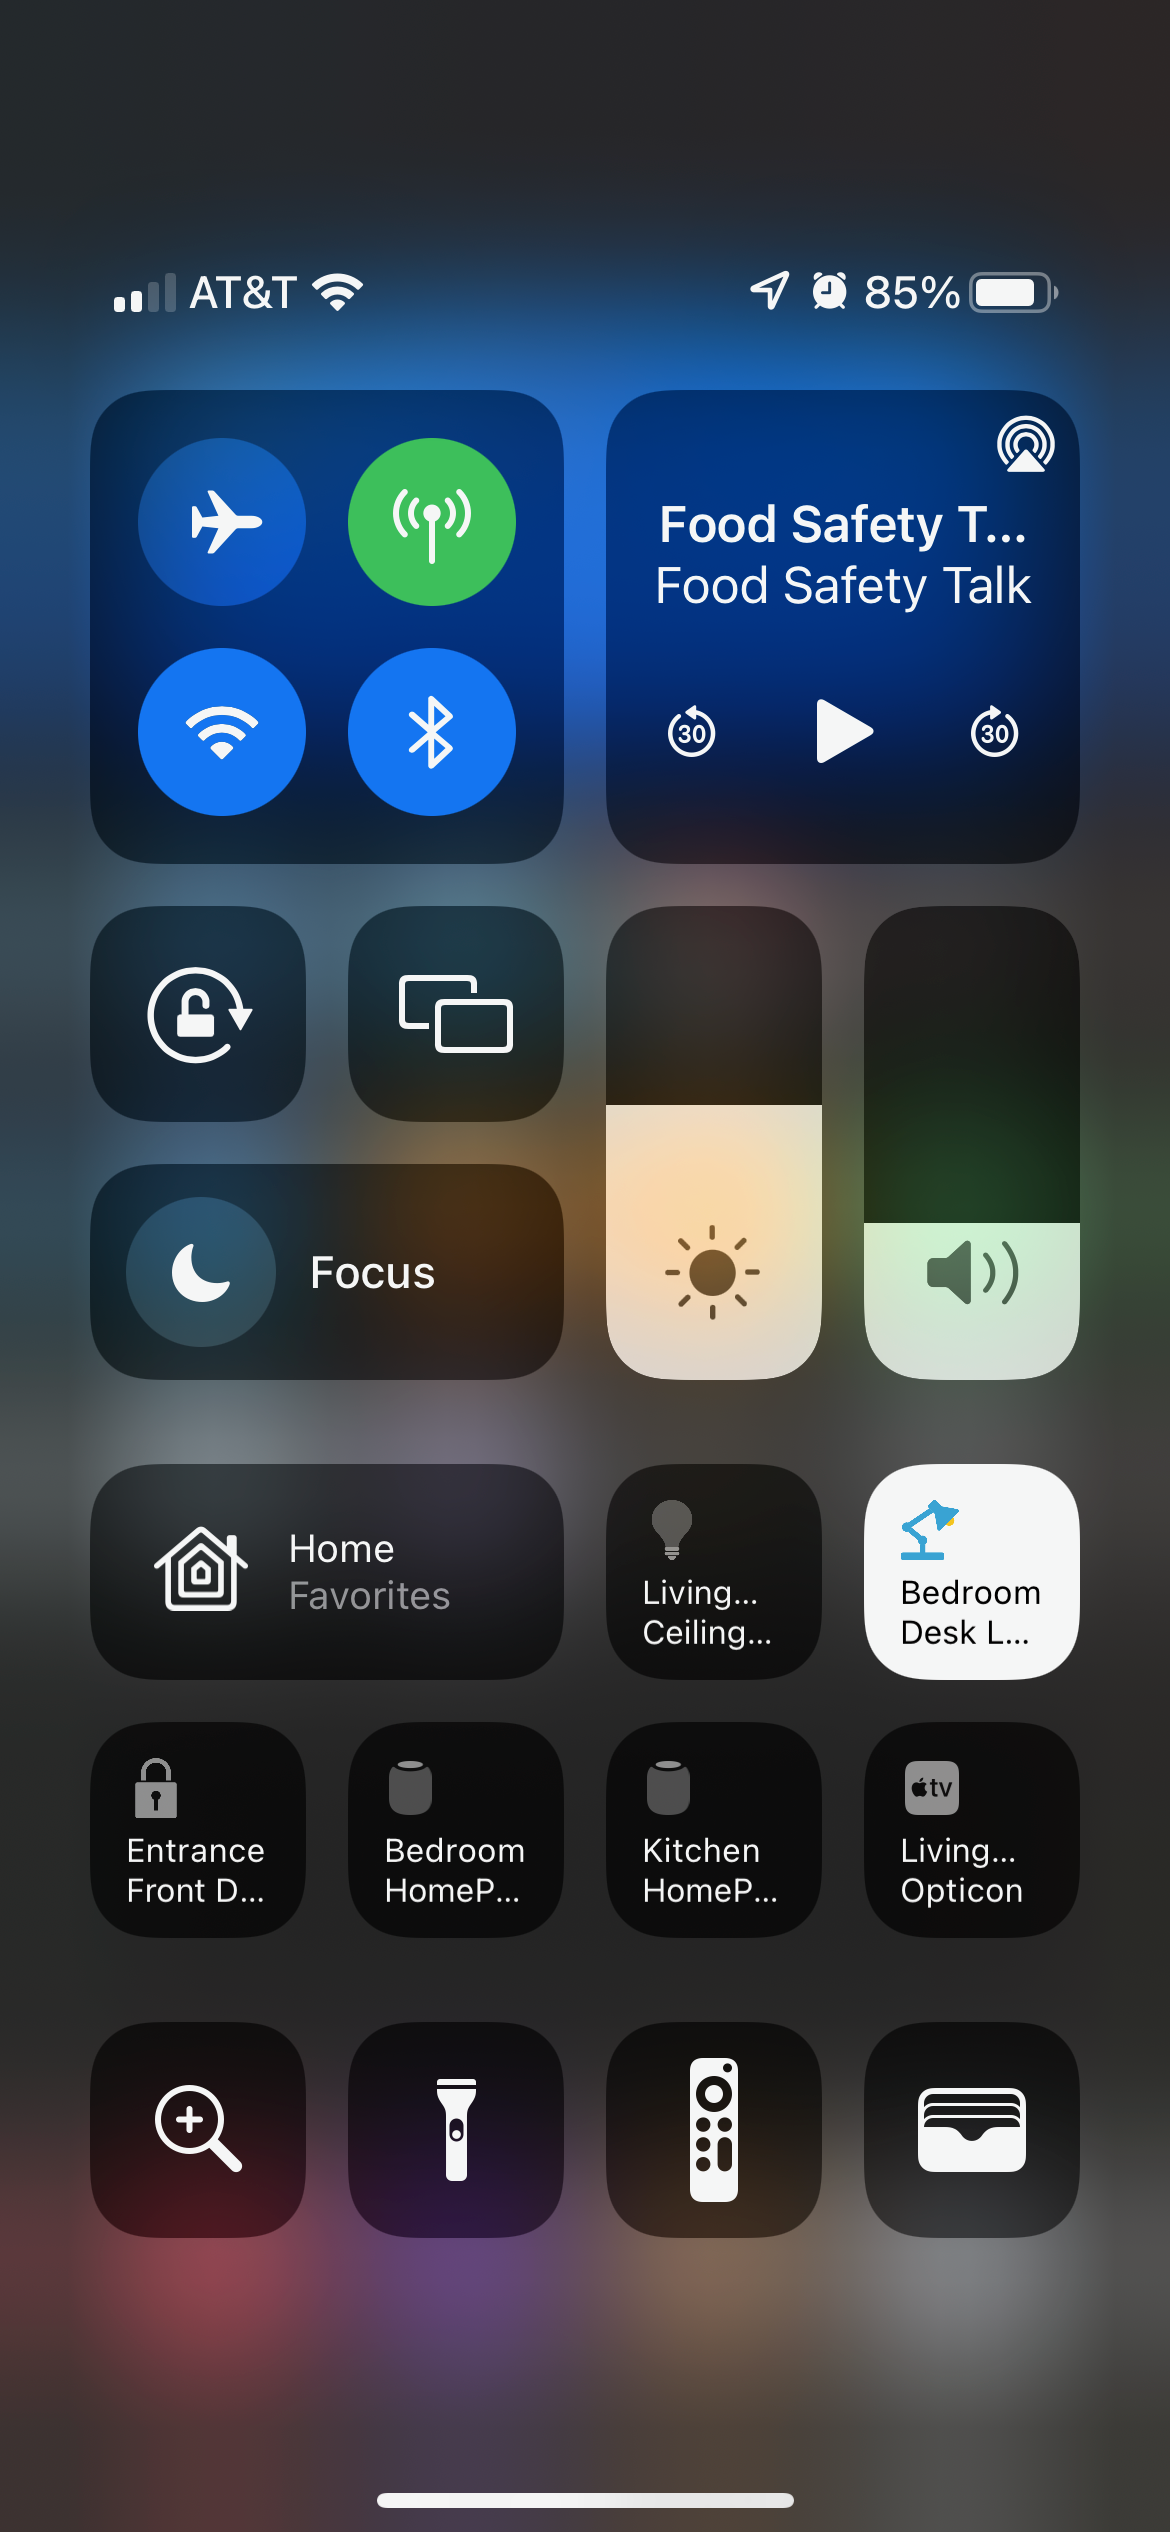 AT&T 85%
Food Safety T...
Food Safety Talk
30 30
Focus
Home
Favorites
Living...
Ceiling...
Bedroom
Desk L...
Entrance
Front D...
Bedroom
HomeP...
Kitchen
HomeP...
tv
Living...
Opticon